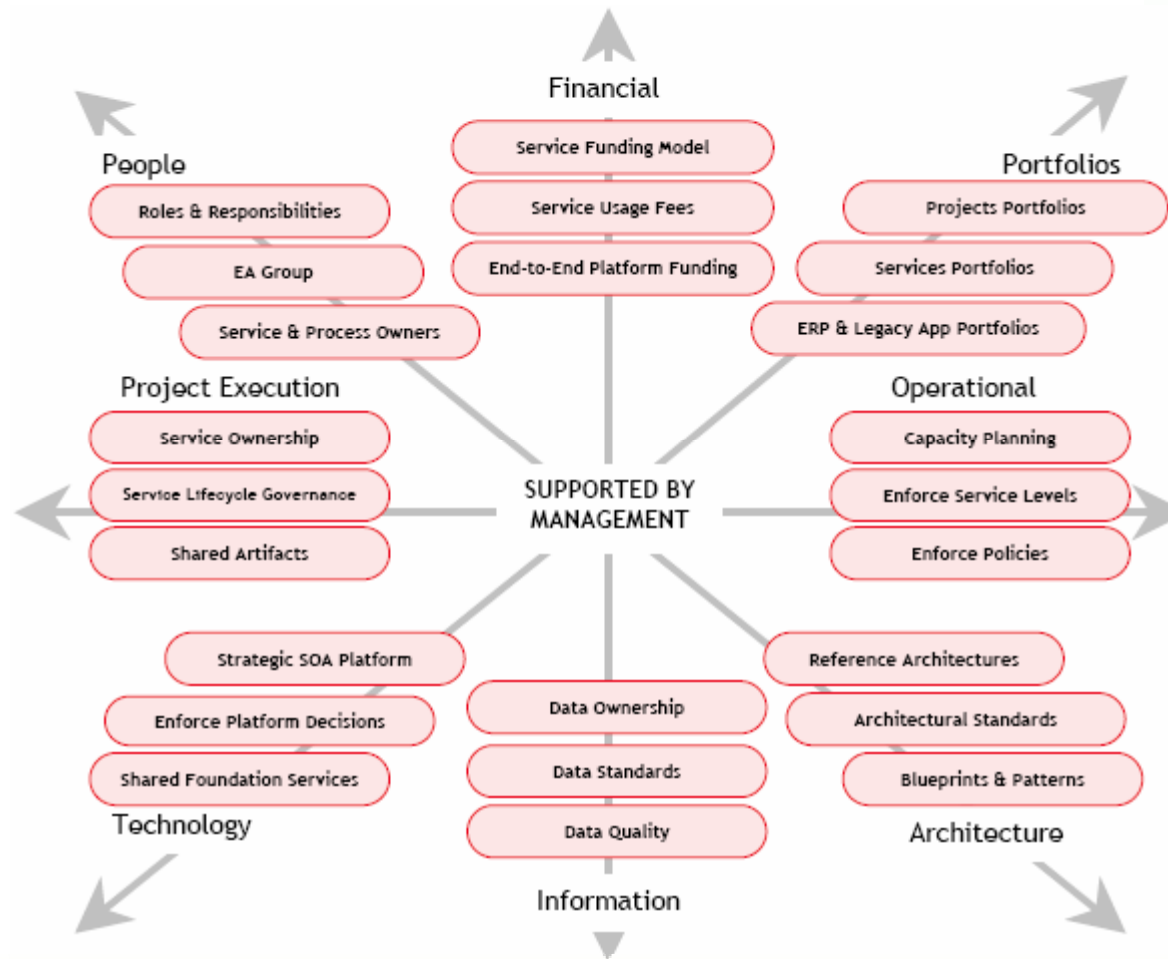 Financial
Service Funding Model
Service Usage Fees
End-to-End Platform Funding
People
Roles & Responsibilities
EA Group
Service & Process Owners
Portfolios
Projects Portfolios
Services Portfolios
ERP & Legacy App Portfolios
Project Execution
Service Ownership
Service Lifecycle Governance
Shared Artifacts
SUPPORTED BY
MANAGEMENT
Operational
Capacity Planning
Enforce Service Levels
Enforce Policies
Strategic SOA Platform
Enforce Platform Decisions
Shared Foundation Services
Technology
Data Ownership
Data Standards
Data Quality
Information
Reference Architectures
Architectural Standards
Blueprints & Patterns
Architecture